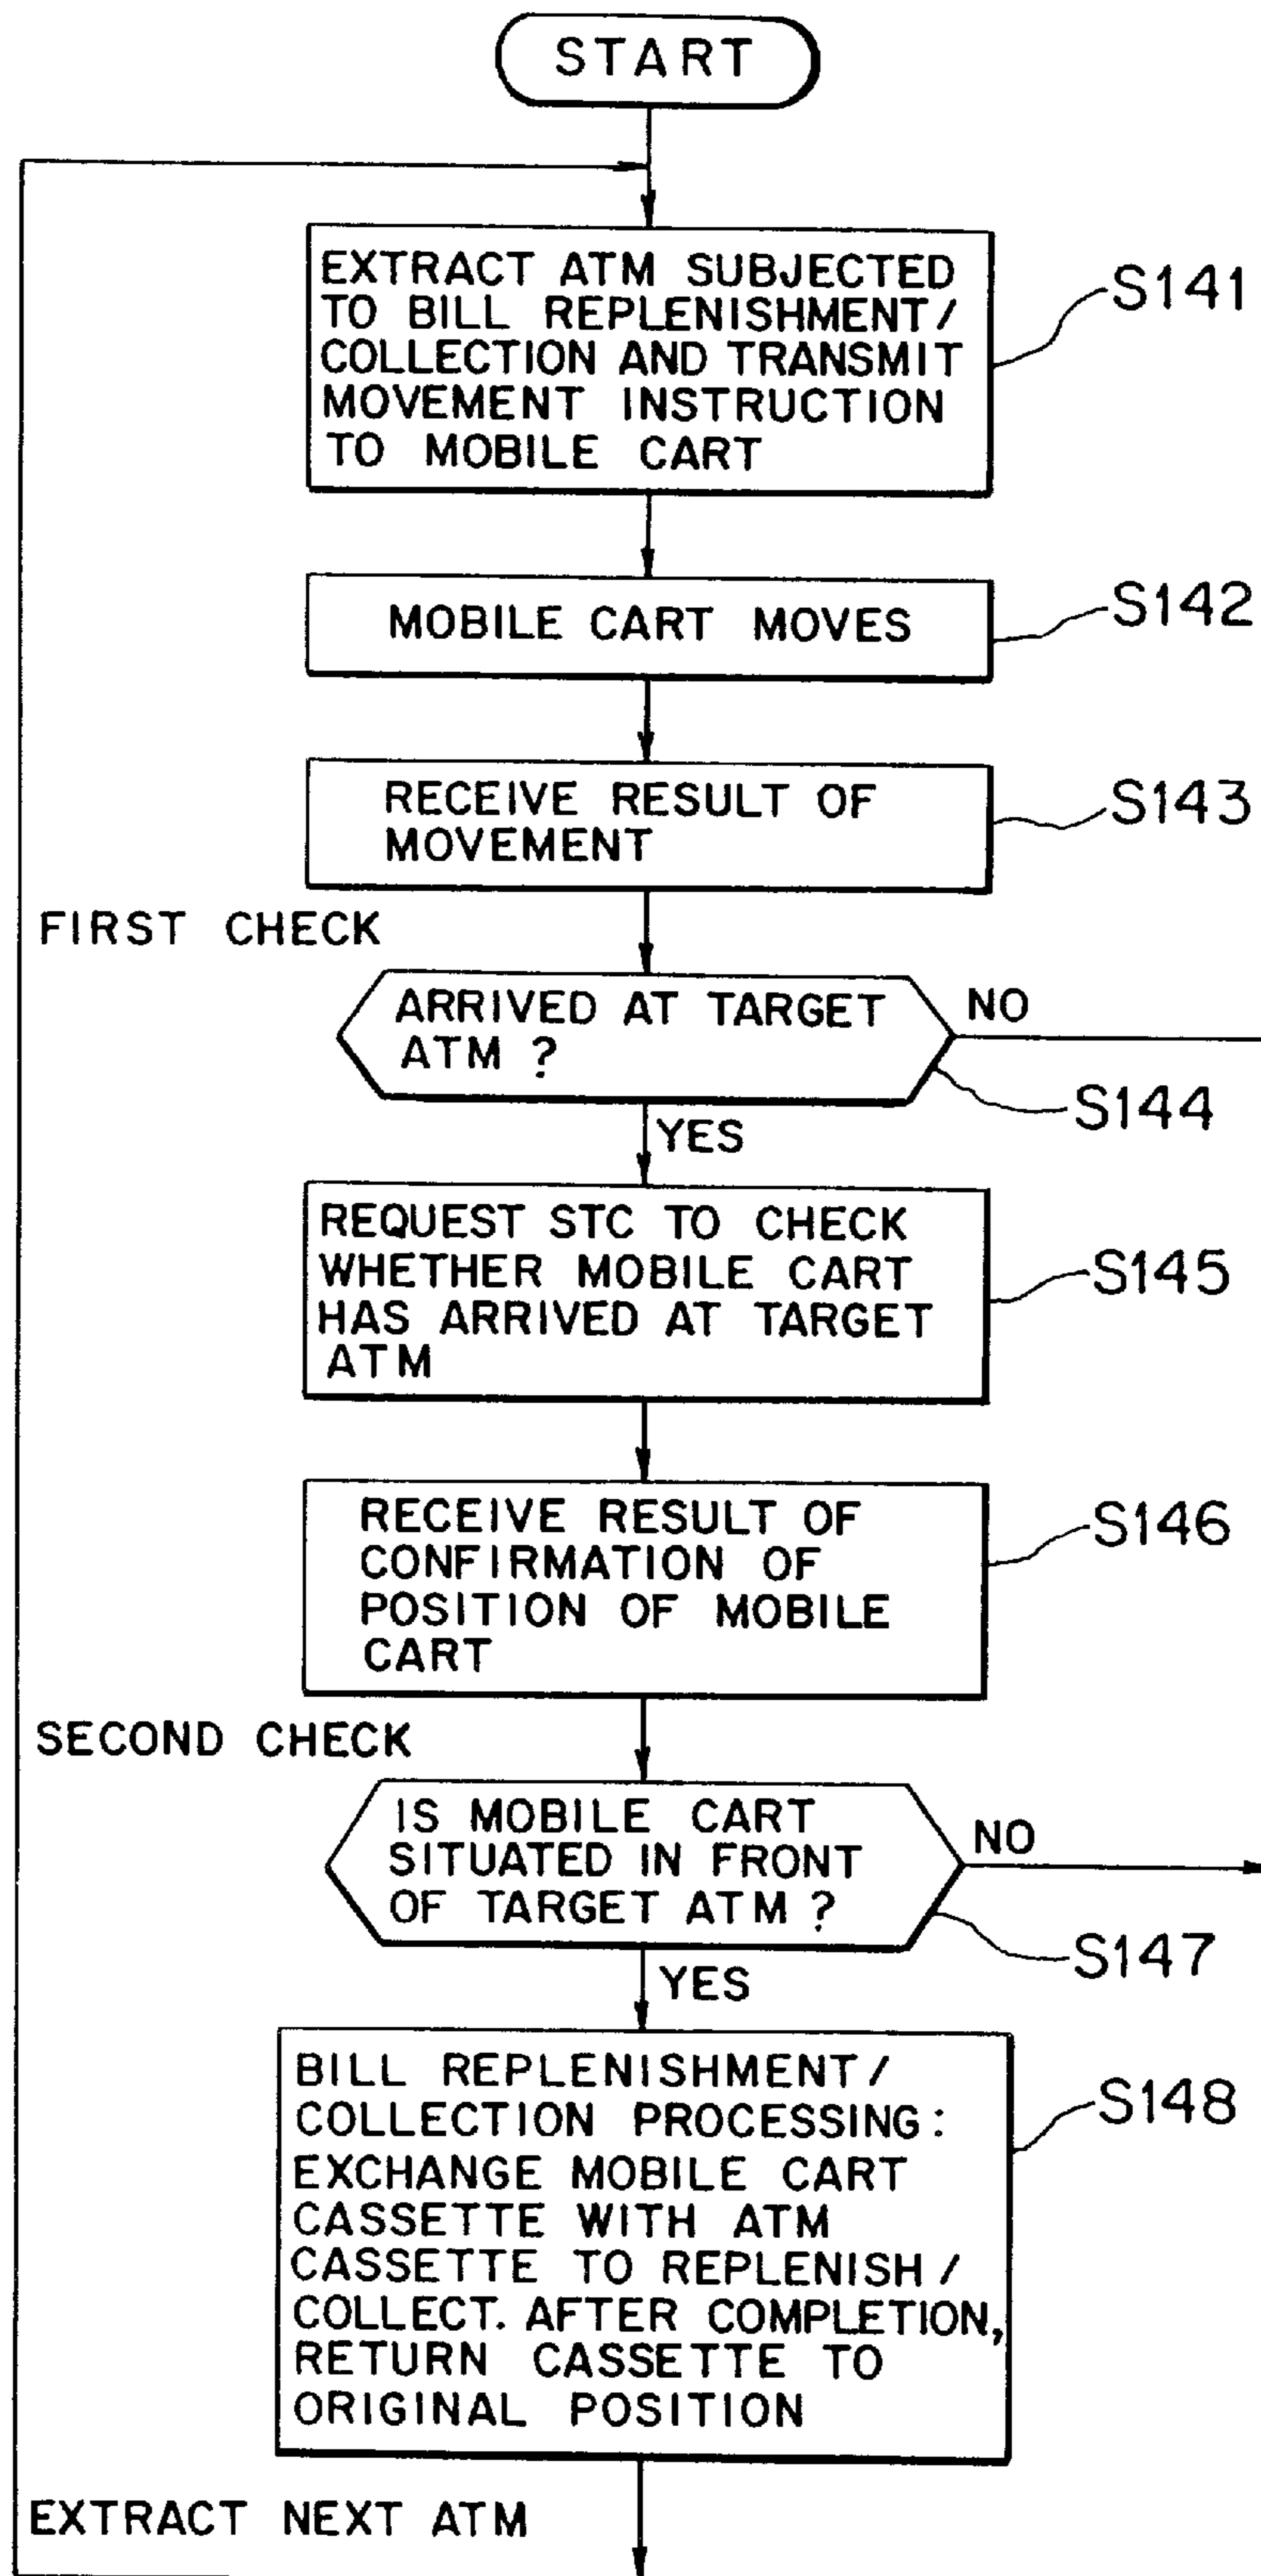 START
EXTRACT ATM SUBJECTED
TO BILL REPLENISHMENT/
COLLECTION AND TRANSMIT
MOVEMENT INSTRUCTION
TO MOBILE CART
S141
MOBILE CART MOVES
S142
RECEIVE RESULT OF
MOVEMENT
S143
FIRST CHECK
ARRIVED AT TARGET
ATM ?
NO
S144
YES
REQUEST STC TO CHECK
WHETHER MOBILE CART
HAS ARRIVED AT TARGET
ATM
S145
RECEIVE RESULT OF
CONFIRMATION OF
POSITION OF MOBILE
CART
S146
SECOND CHECK
IS MOBILE CART
SITUATED IN FRONT
OF TARGET ATM ?
NO
S147
YES
BILL REPLENISHMENT /
COLLECTION PROCESSING :
EXCHANGE MOBILE CART
CASSETTE WITH ATM
CASSETTE TO REPLENISH /
COLLECT. AFTER COMPLETION,
RETURN CASSETTE TO
ORIGINAL POSITION
S148
EXTRACT NEXT ATM